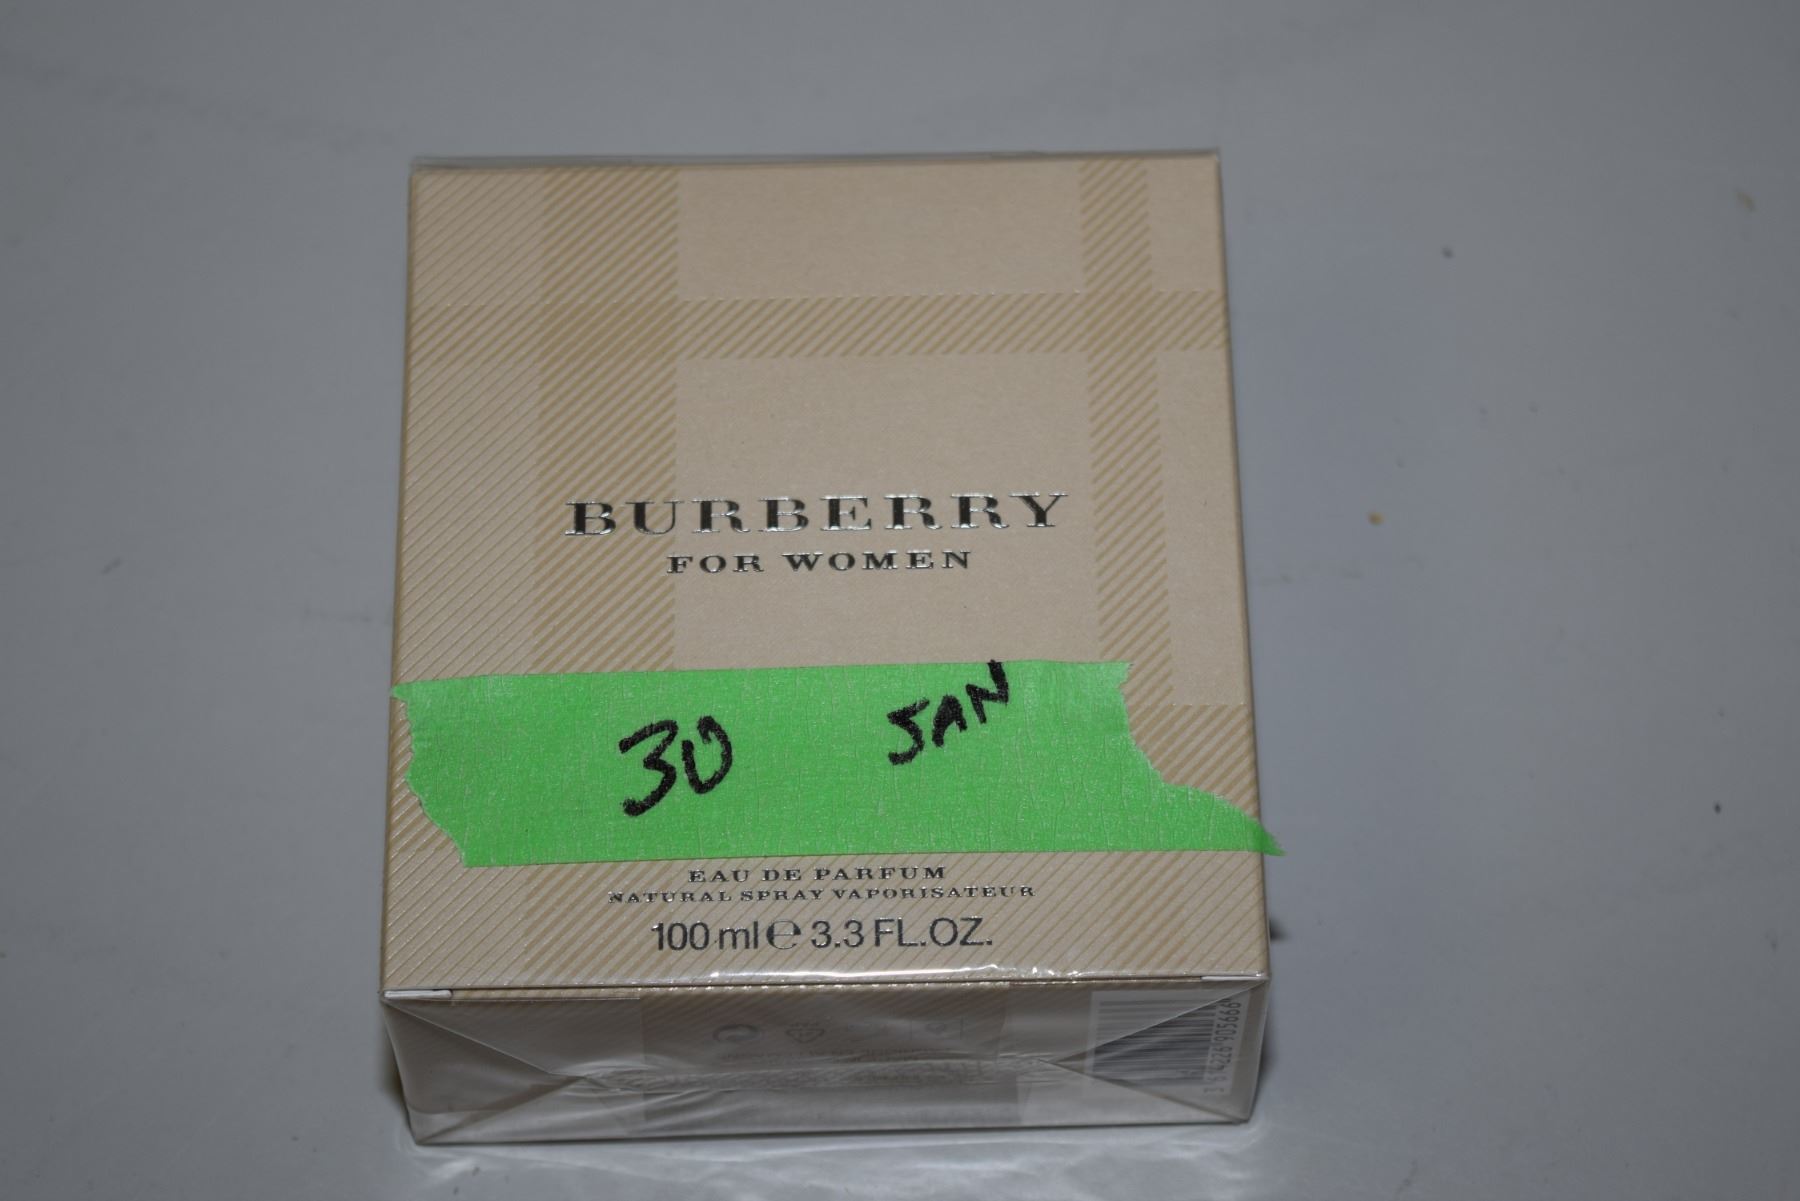 BURBERRY
FOR WOMEN
30 JAN
EAU DE PARFUM
NATURAL SPRAY VAPORISATEUR
100 ml ℮ 3.3 FL.OZ.